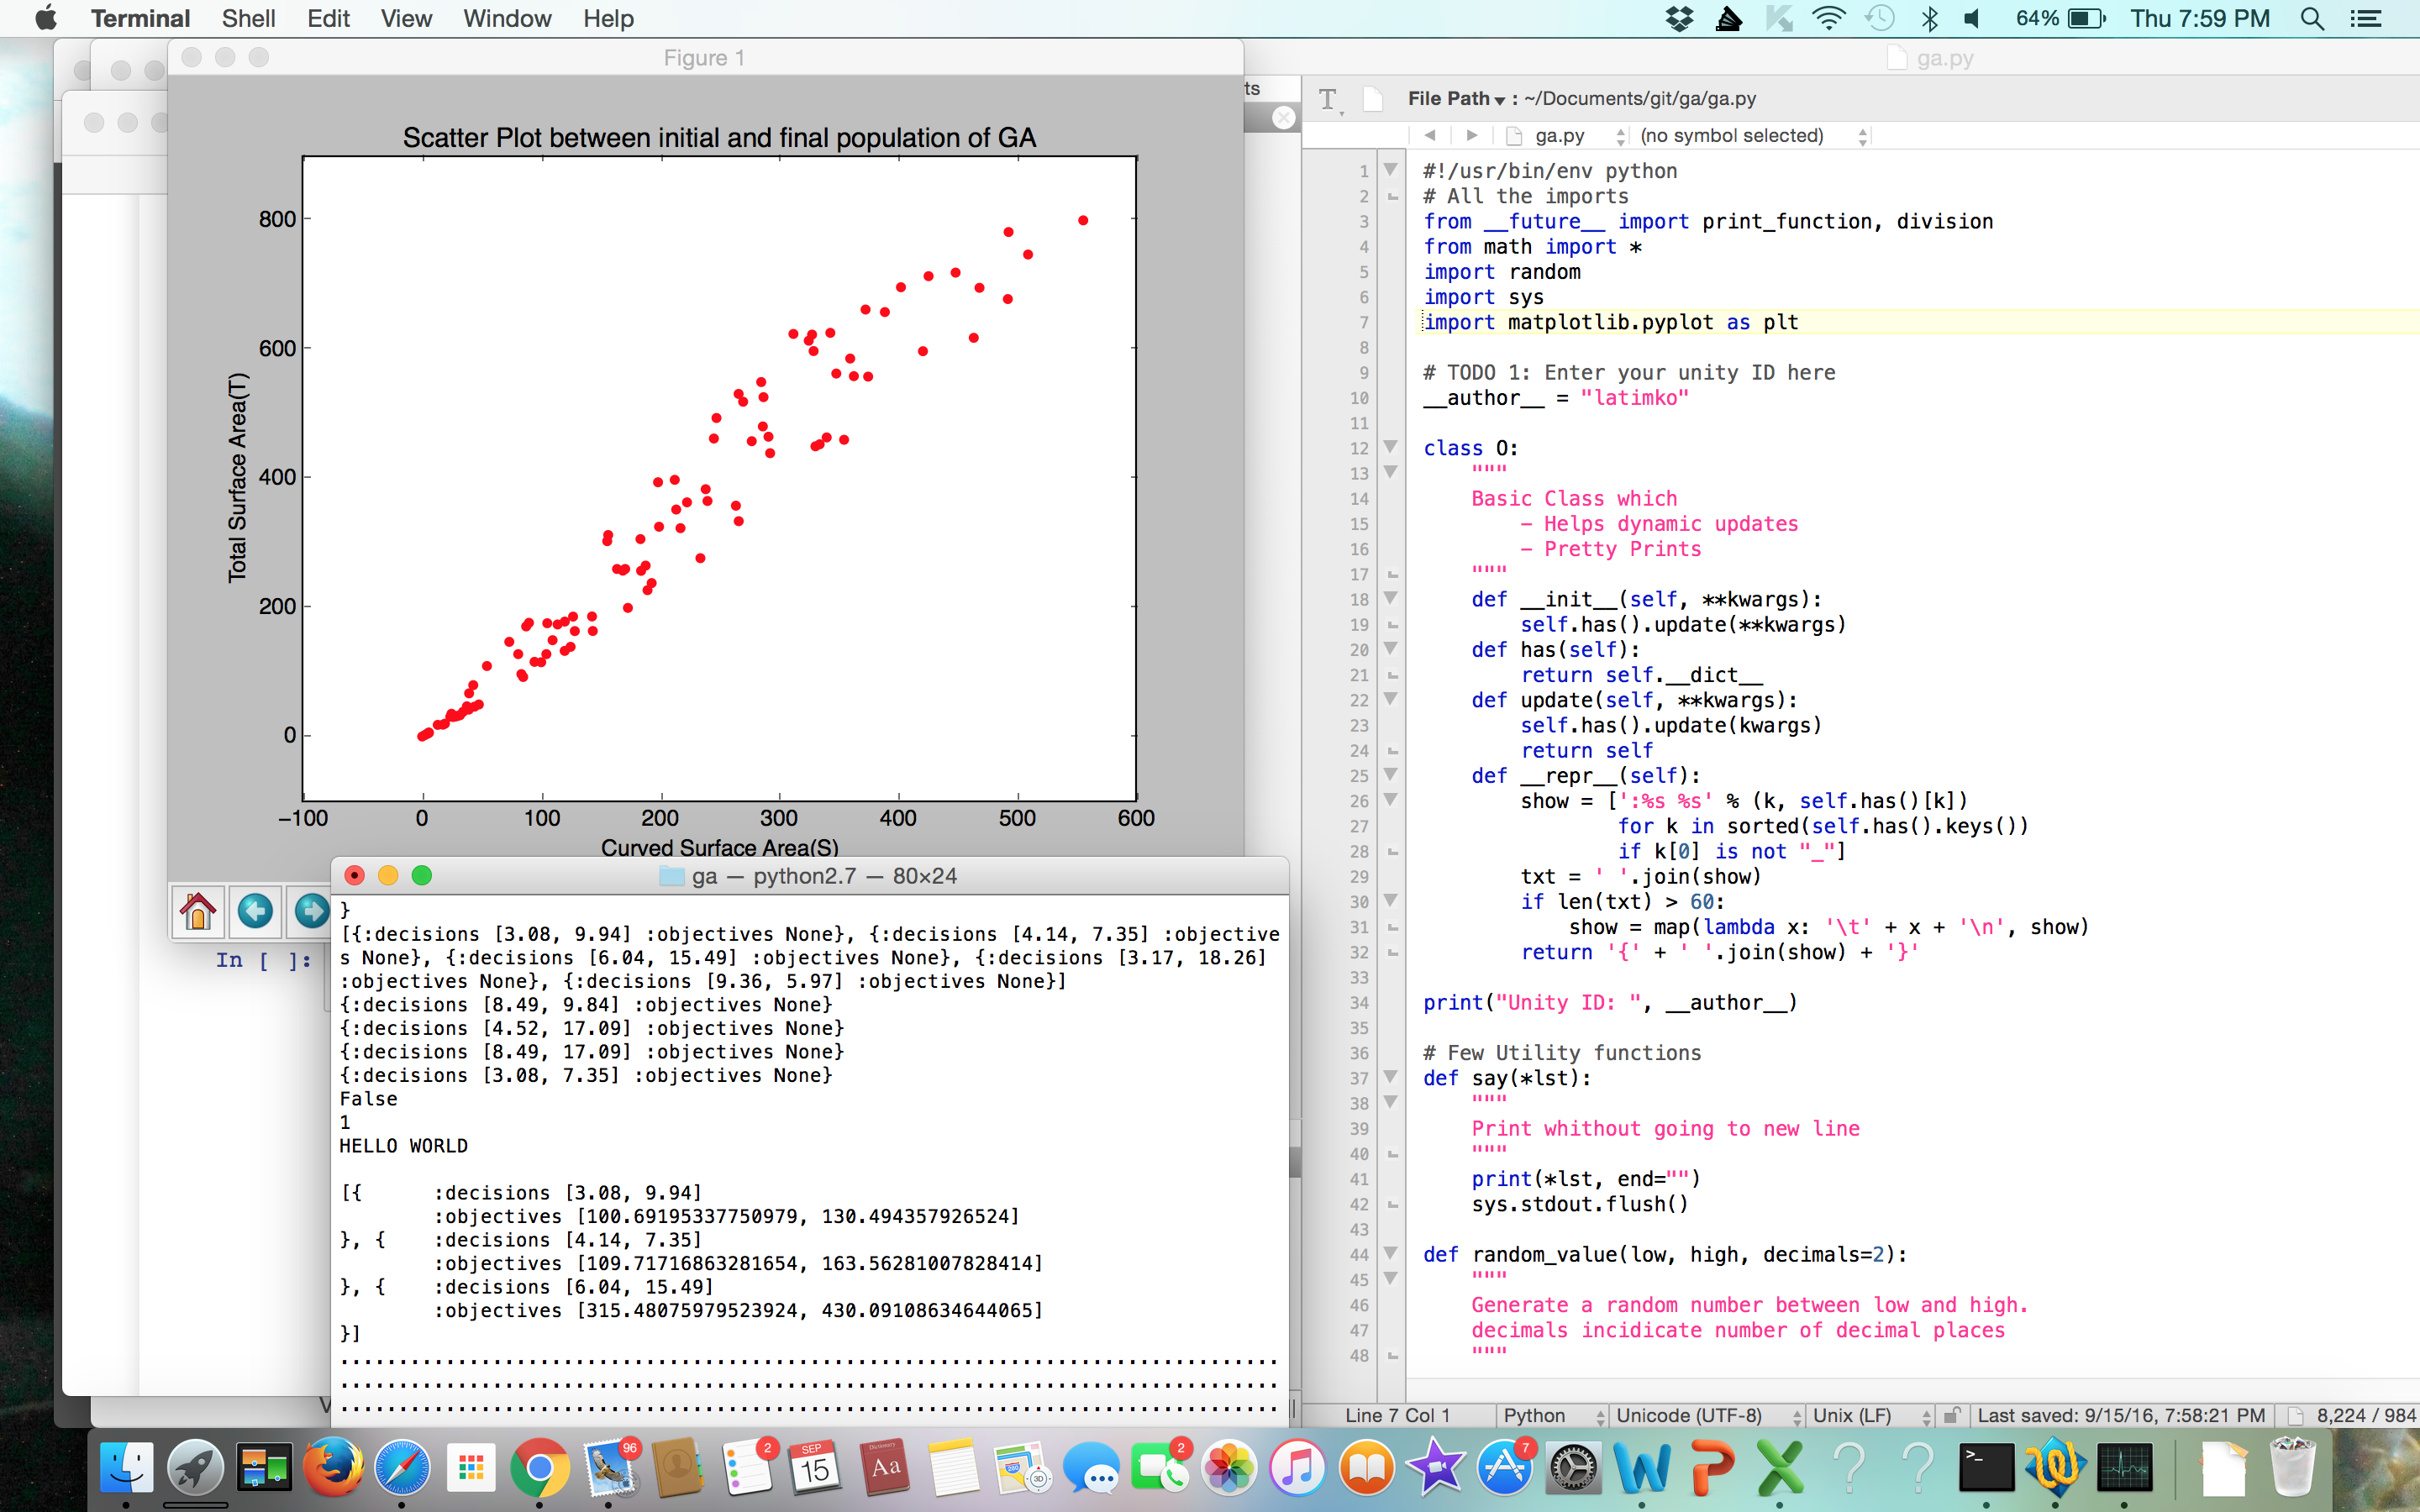 Terminal Shell Edit View Window Help
64% Thu 7:59 PM
Figure 1
Scatter Plot between initial and final population of GA
800
600
400
200
0
Total Surface Area(T)
−100 0 100 200 300 400 500 600
Curved Surface Area(S)
In [ ]:
ts
ga — python2.7 — 80×24
}
[{:decisions [3.08, 9.94] :objectives None}, {:decisions [4.14, 7.35] :objective
s None}, {:decisions [6.04, 15.49] :objectives None}, {:decisions [3.17, 18.26]
:objectives None}, {:decisions [9.36, 5.97] :objectives None}]
{:decisions [8.49, 9.84] :objectives None}
{:decisions [4.52, 17.09] :objectives None}
{:decisions [8.49, 17.09] :objectives None}
{:decisions [3.08, 7.35] :objectives None}
False
1
HELLO WORLD
[{ :decisions [3.08, 9.94]
:objectives [100.69195337750979, 130.494357926524]
}, { :decisions [4.14, 7.35]
:objectives [109.71716863281654, 163.56281007828414]
}, { :decisions [6.04, 15.49]
:objectives [315.48075979523924, 430.09108634644065]
}]
................................................................................
................................................................................
................................................................................
ga.py
File Path : ~/Documents/git/ga/ga.py
ga.py (no symbol selected)
1 #!/usr/bin/env python
2 # All the imports
3 from __future__ import print_function, division
4 from math import *
5 import random
6 import sys
7 import matplotlib.pyplot as plt
8
9 # TODO 1: Enter your unity ID here
10 __author__ = "latimko"
11
12 class O:
13 """
14 Basic Class which
15 - Helps dynamic updates
16 - Pretty Prints
17 """
18 def __init__(self, **kwargs):
19 self.has().update(**kwargs)
20 def has(self):
21 return self.__dict__
22 def update(self, **kwargs):
23 self.has().update(kwargs)
24 return self
25 def __repr__(self):
26 show = [':%s %s' % (k, self.has()[k])
27 for k in sorted(self.has().keys())
28 if k[0] is not "_"]
29 txt = ' '.join(show)
30 if len(txt) > 60:
31 show = map(lambda x: '\t' + x + '\n', show)
32 return '{' + ' '.join(show) + '}'
33
34 print("Unity ID: ", __author__)
35
36 # Few Utility functions
37 def say(*lst):
38 """
39 Print whithout going to new line
40 """
41 print(*lst, end="")
42 sys.stdout.flush()
43
44 def random_value(low, high, decimals=2):
45 """
46 Generate a random number between low and high.
47 decimals incidicate number of decimal places
48 """
Line 7 Col 1 Python Unicode (UTF-8) Unix (LF) Last saved: 9/15/16, 7:58:21 PM 8,224 / 984
96 2 SEP 15 Dictionary Aa 280 3D 2 7 >_